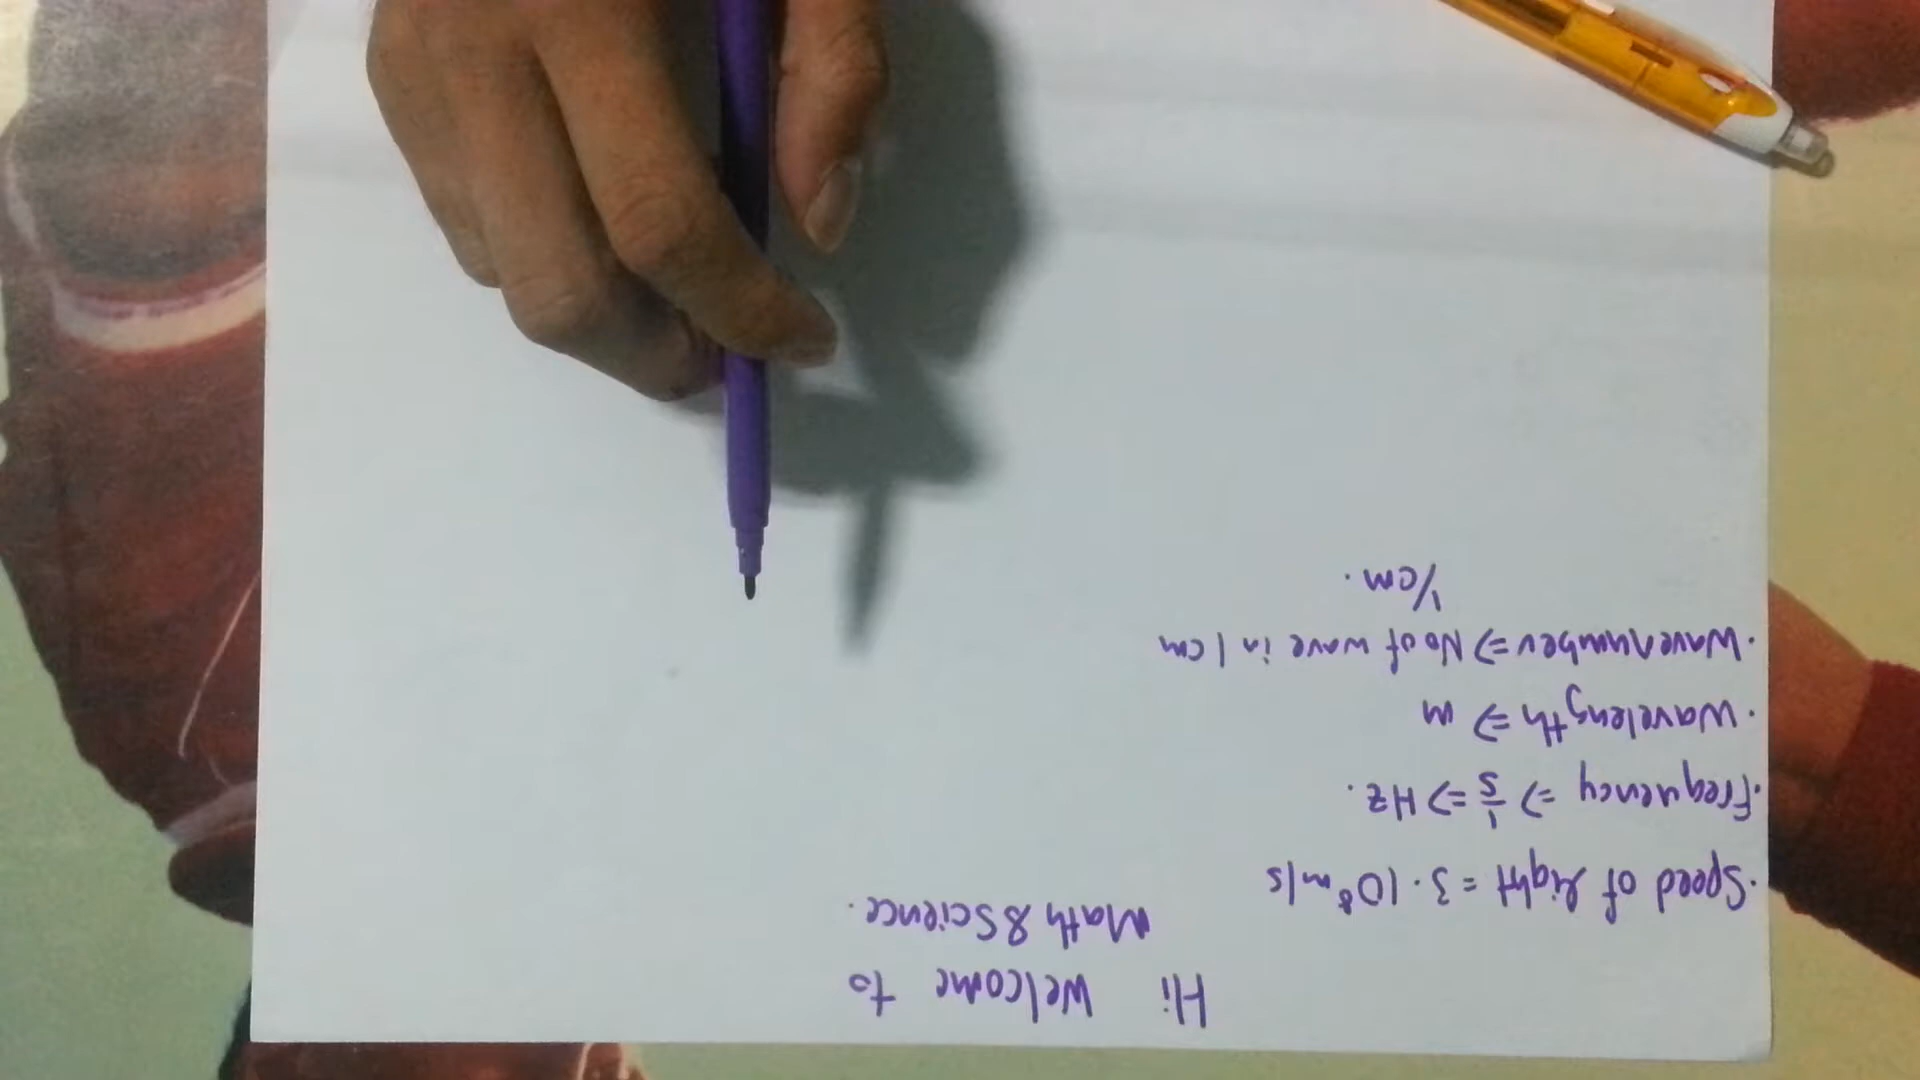 Hi Welcome to
Math & Science.
· Speed of light = 3 · 10⁸ m/s
· Frequency ⇒ 1/s ⇒ Hz.
· Wavelength ⇒ m
· Wavenumber ⇒ No of wave in 1 cm
1/cm.